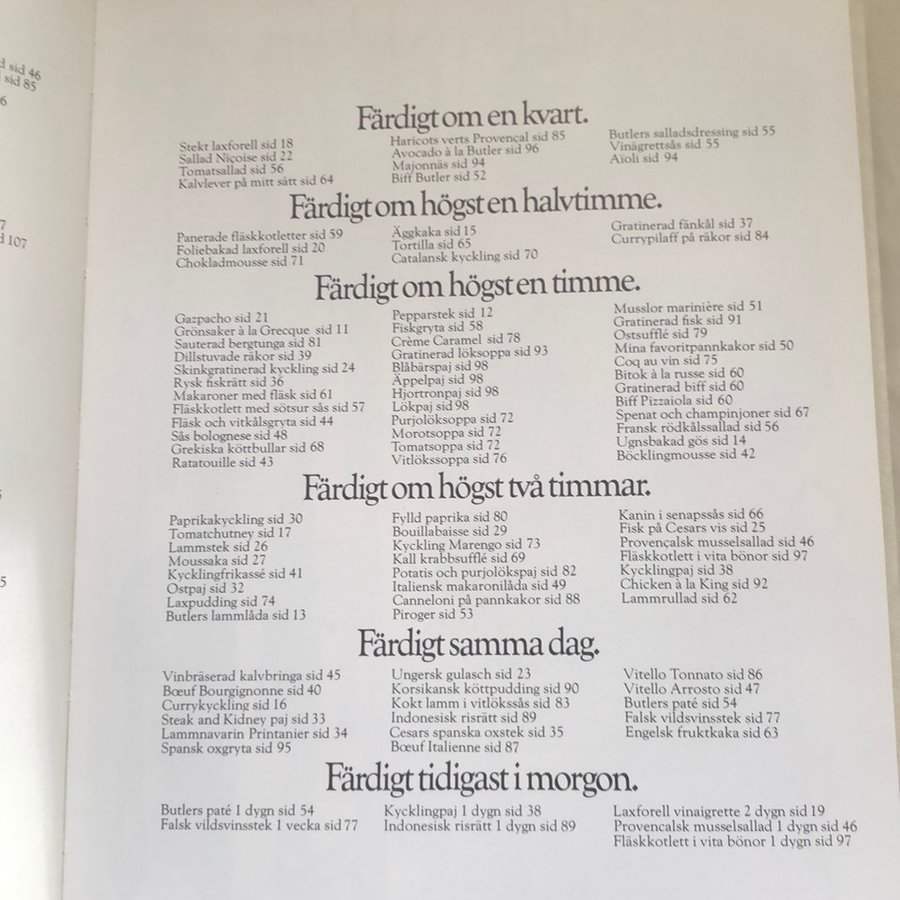 d sid 46
sid 85
6
7
d 107
5
Färdigt om en kvart.
Stekt laxforell sid 18
Sallad Niçoise sid 22
Tomatsallad sid 56
Kalvlever på mitt sätt sid 64
Haricots verts Provençal sid 85
Avocado à la Butler sid 96
Majonnäs sid 94
Biff Butler sid 52
Butlers salladsdressing sid 55
Vinägrettsås sid 55
Aïoli sid 94
Färdigt om högst en halvtimme.
Panerade fläskkotletter sid 59
Foliebakad laxforell sid 20
Chokladmousse sid 71
Äggkaka sid 15
Tortilla sid 65
Catalansk kyckling sid 70
Gratinerad fänkål sid 37
Currypilaff på räkor sid 84
Färdigt om högst en timme.
Gazpacho sid 21
Grönsaker à la Grecque sid 11
Sauterad bergtunga sid 81
Dillstuvade räkor sid 39
Skinkgratinerad kyckling sid 24
Rysk fiskrätt sid 36
Makaroner med fläsk sid 61
Fläskkotlett med sötsur sås sid 57
Fläsk och vitkålsgryta sid 44
Sås bolognese sid 48
Grekiska köttbullar sid 68
Ratatouille sid 43
Pepparstek sid 12
Fiskgryta sid 58
Crème Caramel sid 78
Gratinerad löksoppa sid 93
Blåbärspaj sid 98
Äppelpaj sid 98
Hjortronpaj sid 98
Lökpaj sid 98
Purjolöksoppa sid 72
Morotsoppa sid 72
Tomatsoppa sid 72
Vitlökssoppa sid 76
Musslor marinière sid 51
Gratinerad fisk sid 91
Ostsufflé sid 79
Mina favoritpannkakor sid 50
Coq au vin sid 75
Bitok à la russe sid 60
Gratinerad biff sid 60
Biff Pizzaiola sid 60
Spenat och champinjoner sid 67
Fransk rödkålssallad sid 56
Ugnsbakad gös sid 14
Böcklingmousse sid 42
Färdigt om högst två timmar.
Paprikakyckling sid 30
Tomatchutney sid 17
Lammstek sid 26
Moussaka sid 27
Kycklingfrikassé sid 41
Ostpaj sid 32
Laxpudding sid 74
Butlers lammlåda sid 13
Fylld paprika sid 80
Bouillabaisse sid 29
Kyckling Marengo sid 73
Kall krabbsufflé sid 69
Potatis och purjolökspaj sid 82
Italiensk makaronilåda sid 49
Canneloni på pannkakor sid 88
Piroger sid 53
Kanin i senapssås sid 66
Fisk på Cesars vis sid 25
Provençalsk musselsallad sid 46
Fläskkotlett i vita bönor sid 97
Kycklingpaj sid 38
Chicken à la King sid 92
Lammrullad sid 62
Färdigt samma dag.
Vinbräserad kalvbringa sid 45
Bœuf Bourgignonne sid 40
Currykyckling sid 16
Steak and Kidney paj sid 33
Lammnavarin Printanier sid 34
Spansk oxgryta sid 95
Ungersk gulasch sid 23
Korsikansk köttpudding sid 90
Kokt lamm i vitlökssås sid 83
Indonesisk risrätt sid 89
Cesars spanska oxstek sid 35
Bœuf Italienne sid 87
Vitello Tonnato sid 86
Vitello Arrosto sid 47
Butlers paté sid 54
Falsk vildsvinsstek sid 77
Engelsk fruktkaka sid 63
Färdigt tidigast i morgon.
Butlers paté 1 dygn sid 54
Falsk vildsvinsstek 1 vecka sid 77
Kycklingpaj 1 dygn sid 38
Indonesisk risrätt 1 dygn sid 89
Laxforell vinaigrette 2 dygn sid 19
Provencalsk musselsallad 1 dygn sid 46
Fläskkotlett i vita bönor 1 dygn sid 97